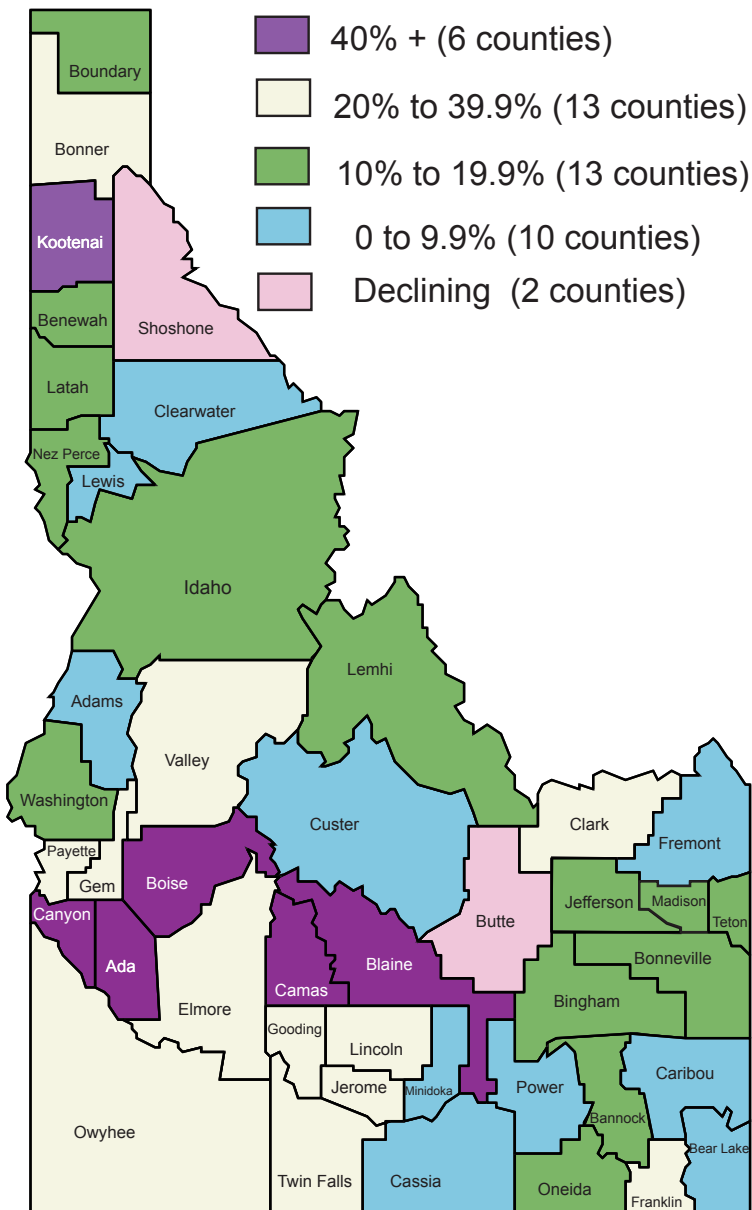 40% + (6 counties)
20% to 39.9% (13 counties)
10% to 19.9% (13 counties)
0 to 9.9% (10 counties)
Declining (2 counties)
Boundary
Bonner
Kootenai
Benewah
Shoshone
Latah
Clearwater
Nez Perce
Lewis
Idaho
Lemhi
Adams
Valley
Washington
Custer
Clark
Fremont
Payette
Gem
Boise
Canyon
Butte
Jefferson
Madison
Teton
Ada
Blaine
Bonneville
Camas
Elmore
Bingham
Gooding
Lincoln
Jerome
Minidoka
Power
Caribou
Bannock
Owyhee
Bear Lake
Twin Falls
Cassia
Oneida
Franklin